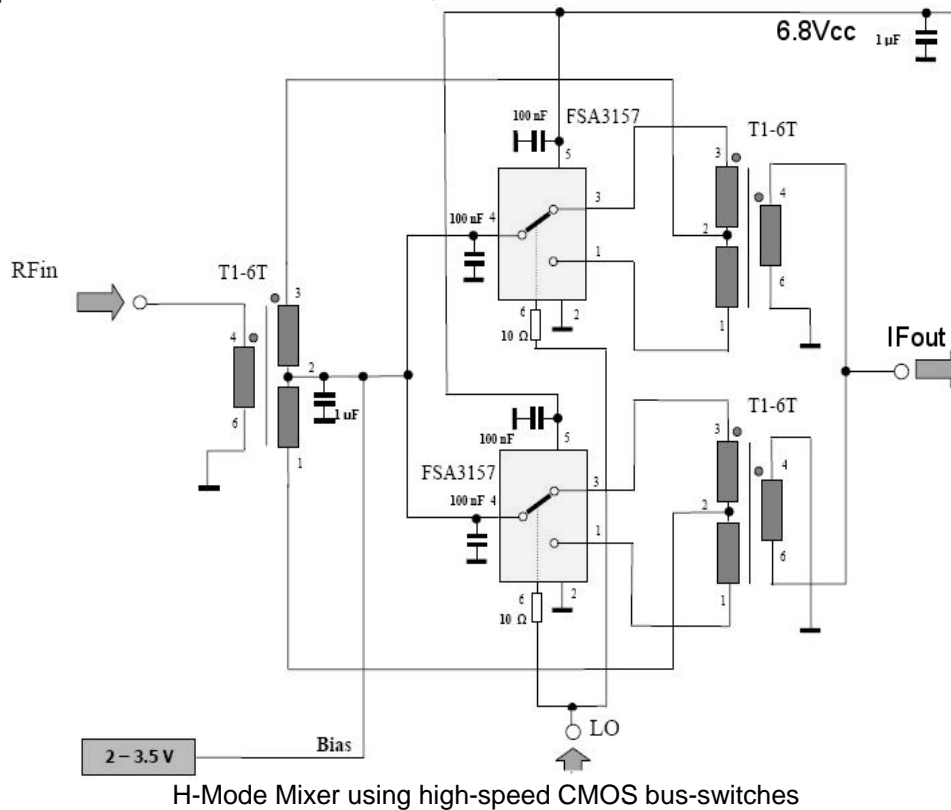 6.8Vcc
1 µF
100 nF
FSA3157
5
T1-6T
3
4
3
100 nF 4
2
1
6
RFin
T1-6T
3
4
6
2
10 Ω
1
6
2
1 uF
1
IFout
100 nF
5
T1-6T
FSA3157
3
4
3
100 nF 4
2
1
6
6
2
10 Ω
1
LO
Bias
2 – 3.5 V
H-Mode Mixer using high-speed CMOS bus-switches